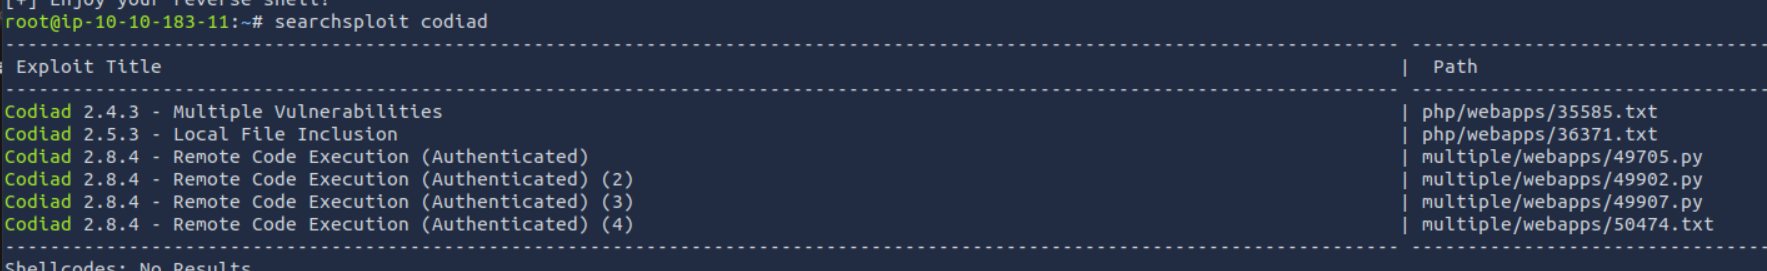 [+] Enjoy your reverse shell!
root@ip-10-10-183-11:~# searchsploit codiad
Exploit Title | Path
Codiad 2.4.3 - Multiple Vulnerabilities | php/webapps/35585.txt
Codiad 2.5.3 - Local File Inclusion | php/webapps/36371.txt
Codiad 2.8.4 - Remote Code Execution (Authenticated) | multiple/webapps/49705.py
Codiad 2.8.4 - Remote Code Execution (Authenticated) (2) | multiple/webapps/49902.py
Codiad 2.8.4 - Remote Code Execution (Authenticated) (3) | multiple/webapps/49907.py
Codiad 2.8.4 - Remote Code Execution (Authenticated) (4) | multiple/webapps/50474.txt
Shellcodes: No Results